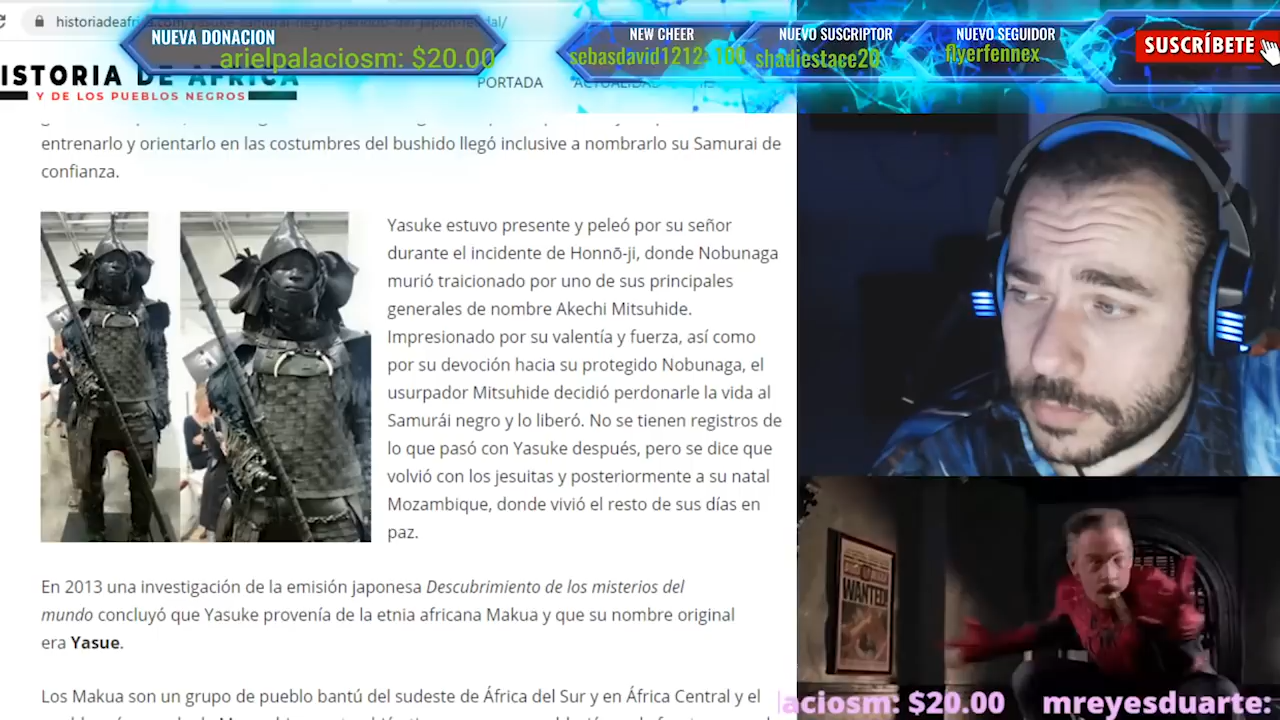 historiadeafri
NUEVA DONACION
arielpalaciosm: $20.00
NEW CHEER
sebasdavid1212: 100
NUEVO SUSCRIPTOR
shadiestace20
NUEVO SEGUIDOR
flyerfennex
SUSCRÍBETE
ISTORIA DE AFRICA
Y DE LOS PUEBLOS NEGROS
PORTADA
entrenarlo y orientarlo en las costumbres del bushido llegó inclusive a nombrarlo su Samurai de
confianza.
Yasuke estuvo presente y peleó por su señor
durante el incidente de Honnō-ji, donde Nobunaga
murió traicionado por uno de sus principales
generales de nombre Akechi Mitsuhide.
Impresionado por su valentía y fuerza, así como
por su devoción hacia su protegido Nobunaga, el
usurpador Mitsuhide decidió perdonarle la vida al
Samurái negro y lo liberó. No se tienen registros de
lo que pasó con Yasuke después, pero se dice que
volvió con los jesuitas y posteriormente a su natal
Mozambique, donde vivió el resto de sus días en
paz.
En 2013 una investigación de la emisión japonesa Descubrimiento de los misterios del
mundo concluyó que Yasuke provenía de la etnia africana Makua y que su nombre original
era Yasue.
Los Makua son un grupo de pueblo bantú del sudeste de África del Sur y en África Central y el
WANTED!
laciosm: $20.00 mreyesduarte: